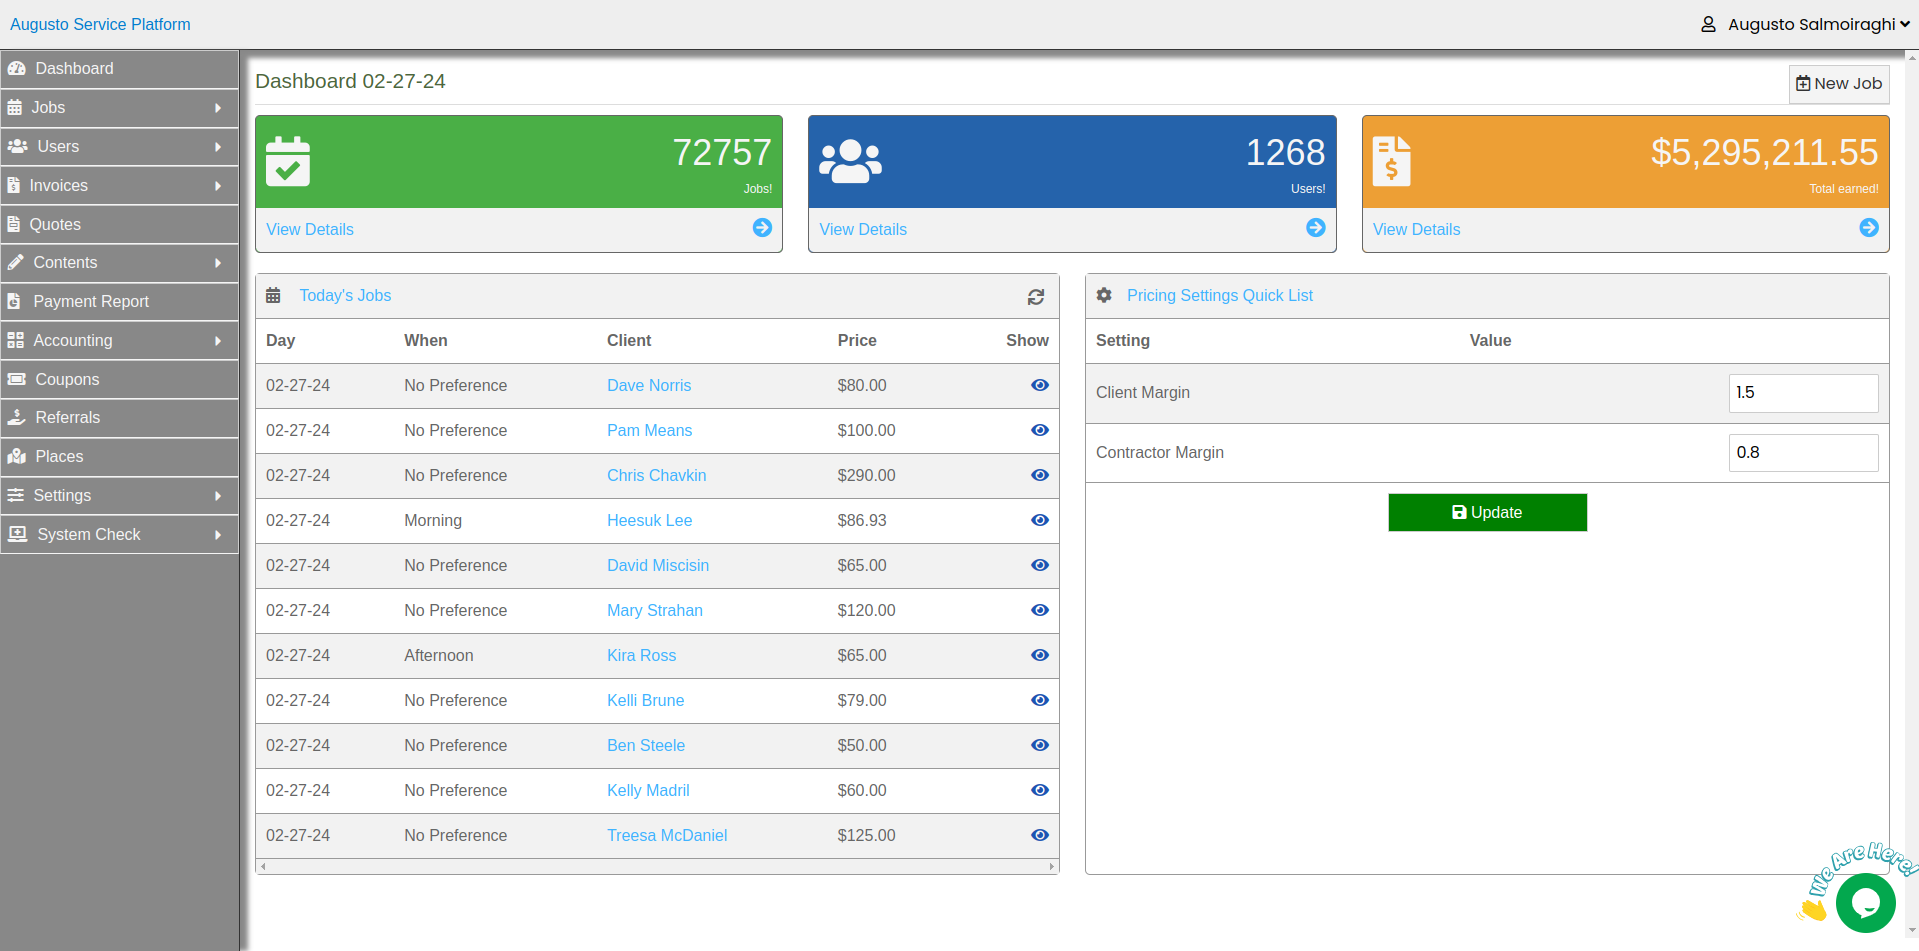 Augusto Service Platform
Augusto Salmoiraghi
Dashboard
Jobs
Users
Invoices
Quotes
Contents
Payment Report
Accounting
Coupons
Referrals
Places
Settings
System Check
Dashboard 02-27-24
New Job
72757
Jobs!
View Details
1268
Users!
View Details
$5,295,211.55
Total earned!
View Details
Today's Jobs
Day When Client Price Show
02-27-24 No Preference Dave Norris $80.00
02-27-24 No Preference Pam Means $100.00
02-27-24 No Preference Chris Chavkin $290.00
02-27-24 Morning Heesuk Lee $86.93
02-27-24 No Preference David Miscisin $65.00
02-27-24 No Preference Mary Strahan $120.00
02-27-24 Afternoon Kira Ross $65.00
02-27-24 No Preference Kelli Brune $79.00
02-27-24 No Preference Ben Steele $50.00
02-27-24 No Preference Kelly Madril $60.00
02-27-24 No Preference Treesa McDaniel $125.00
Pricing Settings Quick List
Setting Value
Client Margin 1.5
Contractor Margin 0.8
Update
We Are Here!